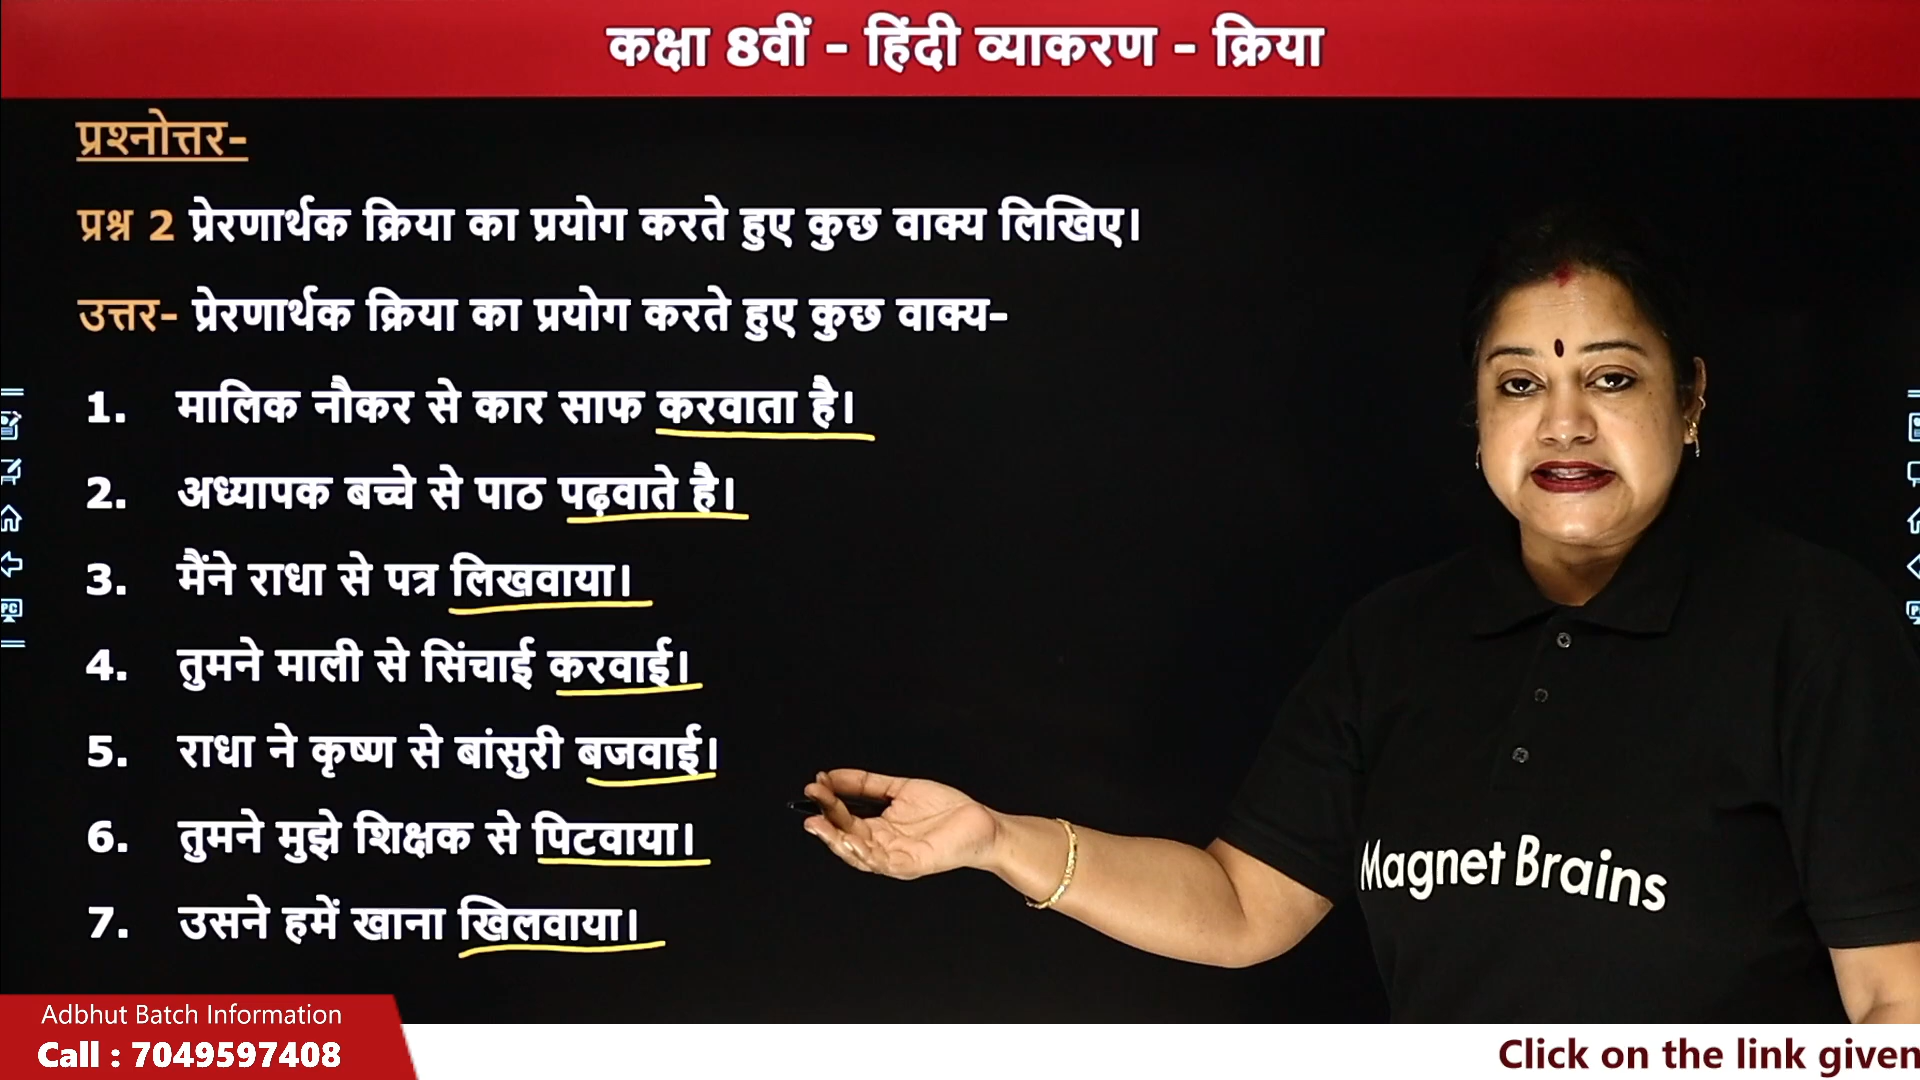 कक्षा 8वीं - हिंदी व्याकरण - क्रिया
प्रश्नोत्तर-
प्रश्न 2 प्रेरणार्थक क्रिया का प्रयोग करते हुए कुछ वाक्य लिखिए।
उत्तर- प्रेरणार्थक क्रिया का प्रयोग करते हुए कुछ वाक्य-
1. मालिक नौकर से कार साफ करवाता है।
2. अध्यापक बच्चे से पाठ पढ़वाते है।
3. मैंने राधा से पत्र लिखवाया।
4. तुमने माली से सिंचाई करवाई।
5. राधा ने कृष्ण से बांसुरी बजवाई।
6. तुमने मुझे शिक्षक से पिटवाया।
7. उसने हमें खाना खिलवाया।
Magnet Brains
Adbhut Batch Information
Call : 7049597408
Click on the link given